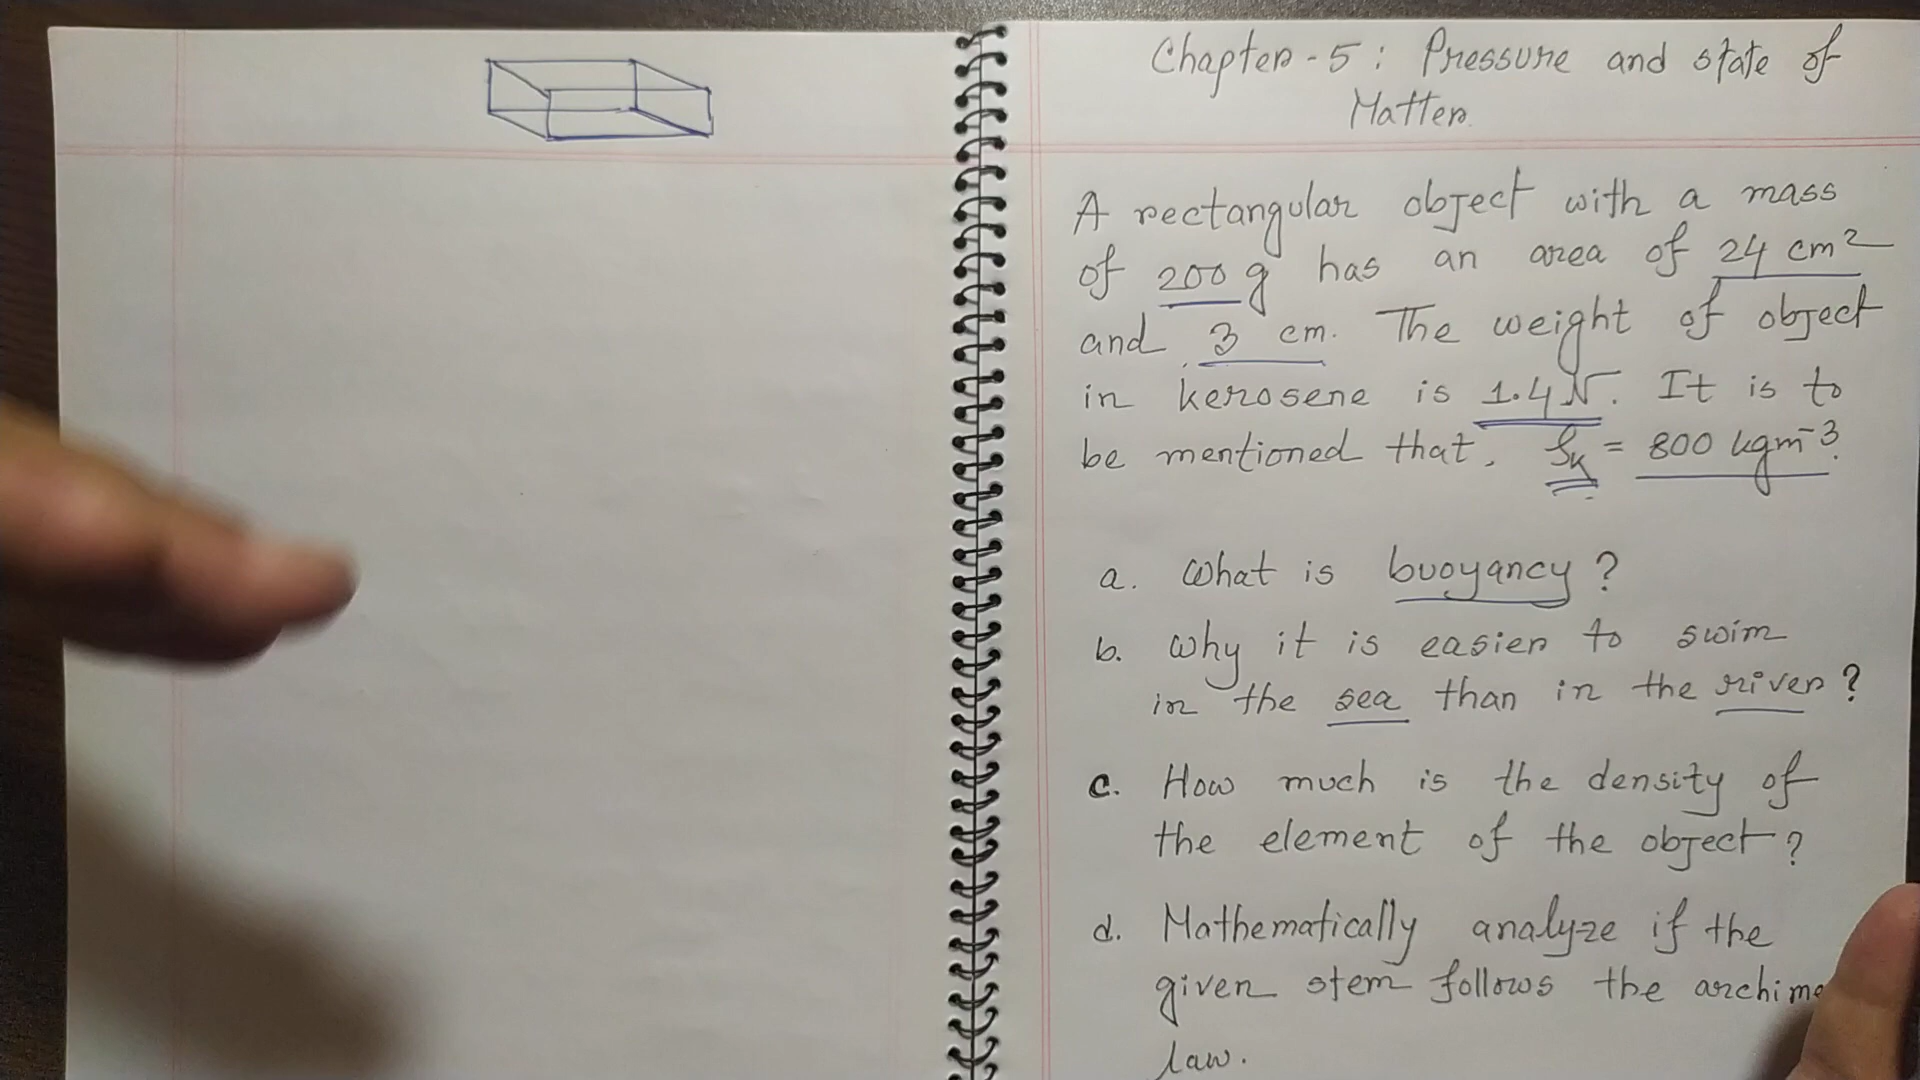 Chapter - 5 : Pressure and state of
Matter.
A rectangular object with a mass
of 200 g has an area of 24 cm²
and 3 cm. The weight of object
in kerosene is 1.4 N. It is to
be mentioned that, ρk = 800 kgm⁻³.
a. What is buoyancy ?
b. Why it is easier to swim
in the sea than in the river ?
c. How much is the density of
the element of the object ?
d. Mathematically analyze if the
given stem follows the archime
law.